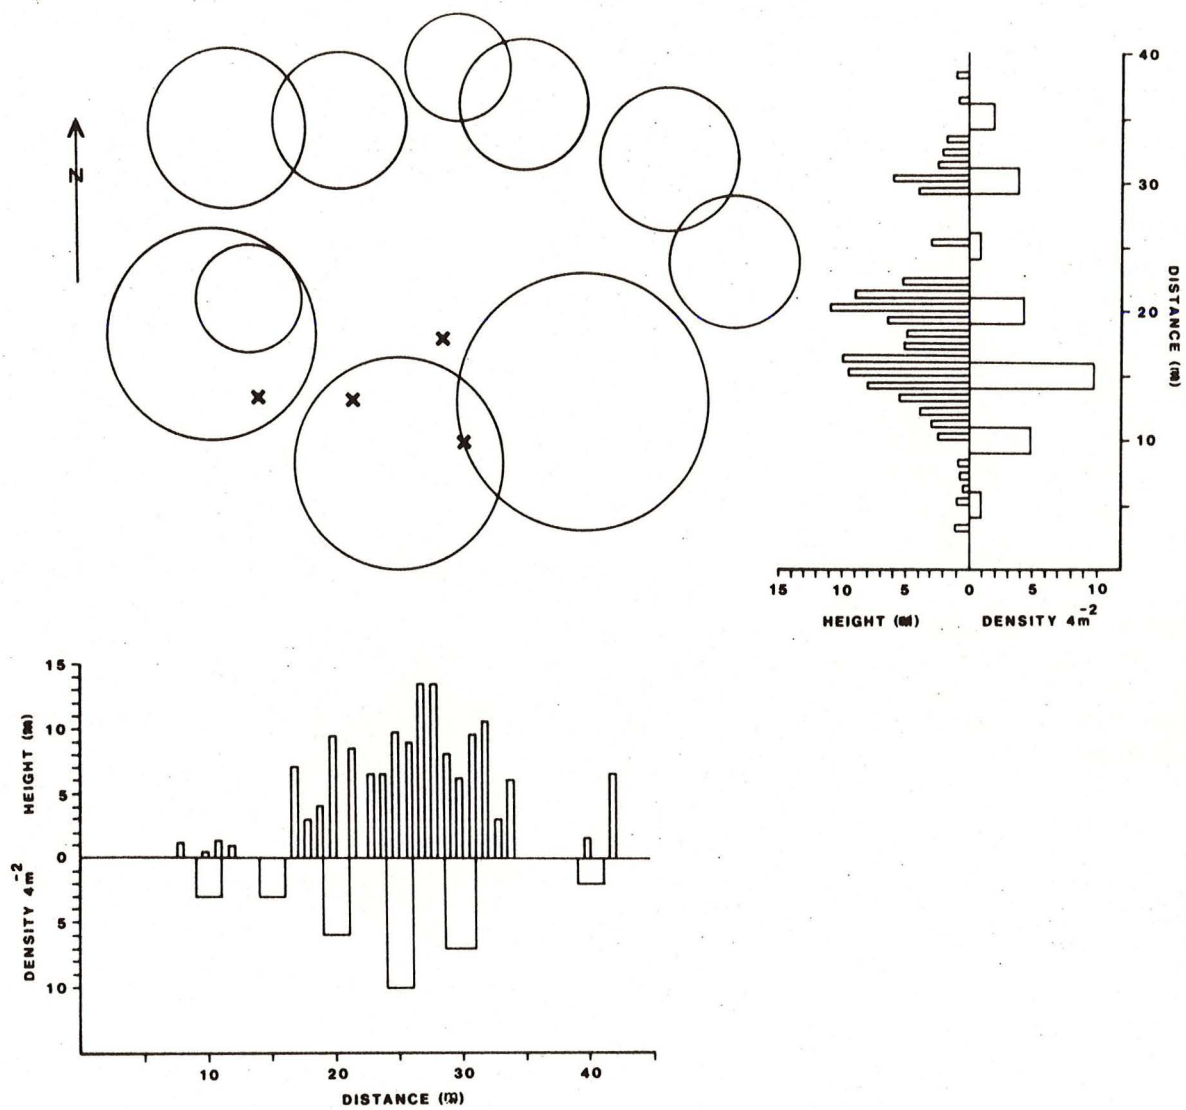 N
40
30
20
10
DISTANCE (m)
15 10 5 0 5 10
HEIGHT (m) DENSITY 4m⁻²
15
10
5
0
5
10
HEIGHT (m)
DENSITY 4m⁻²
10 20 30 40
DISTANCE (m)